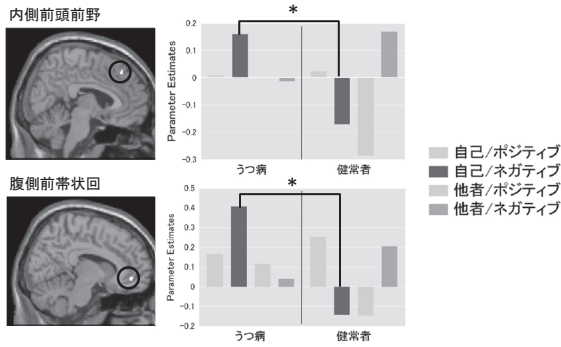 内側前頭前野
*
Parameter Estimates
0.2
0.1
0
-0.1
-0.2
-0.3
うつ病
健常者
腹側前帯状回
*
Parameter Estimates
0.5
0.4
0.3
0.2
0.1
0
-0.1
-0.2
うつ病
健常者
自己/ポジティブ
自己/ネガティブ
他者/ポジティブ
他者/ネガティブ